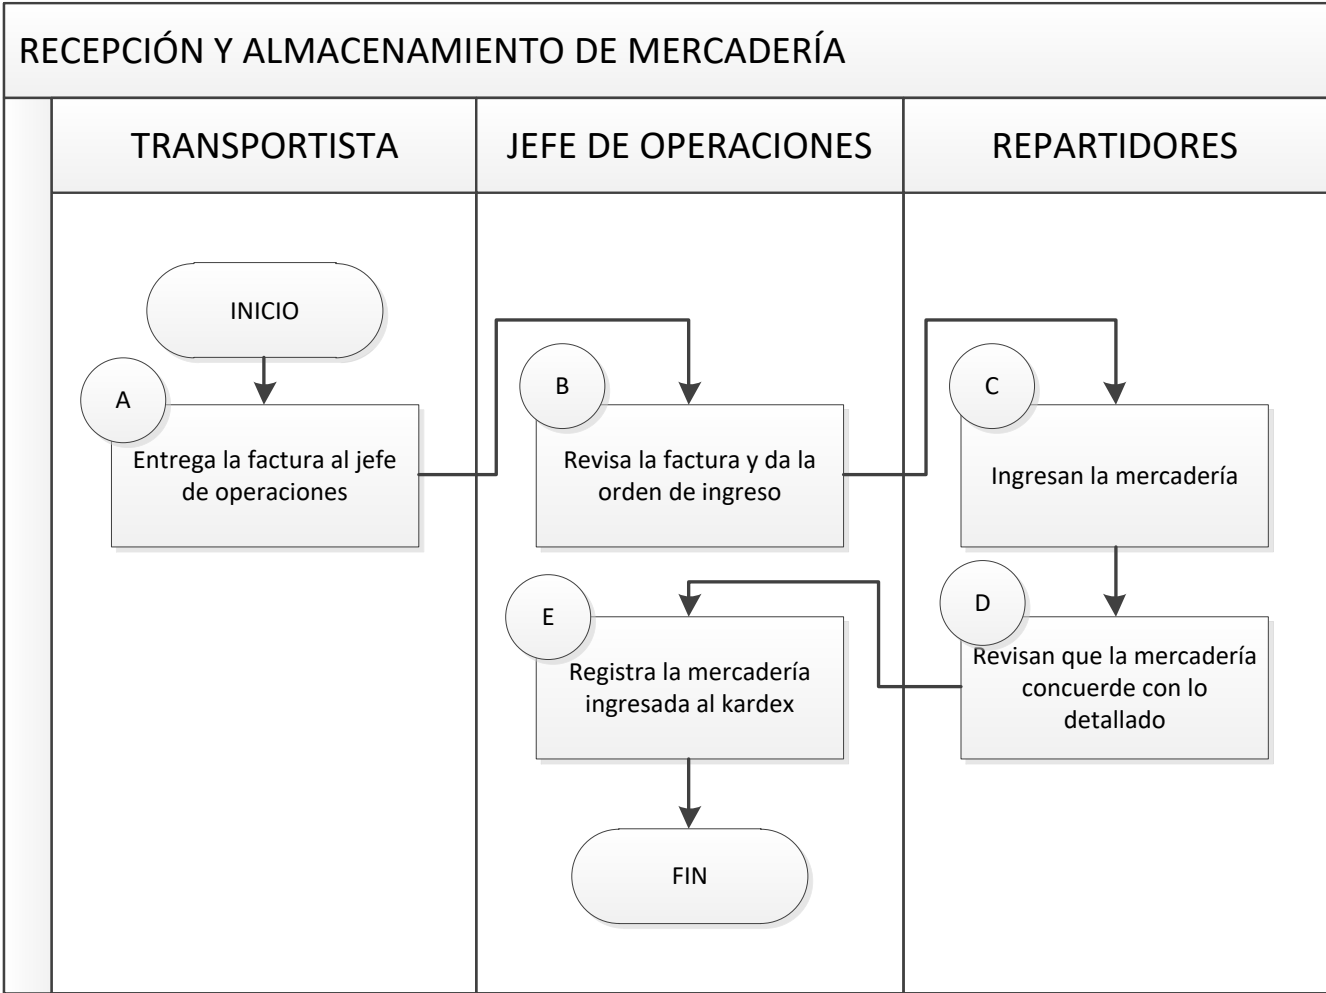 RECEPCIÓN Y ALMACENAMIENTO DE MERCADERÍA
TRANSPORTISTA
JEFE DE OPERACIONES
REPARTIDORES
INICIO
A
Entrega la factura al jefe
de operaciones
B
Revisa la factura y da la
orden de ingreso
C
Ingresan la mercadería
D
Revisan que la mercadería
concuerde con lo
detallado
E
Registra la mercadería
ingresada al kardex
FIN